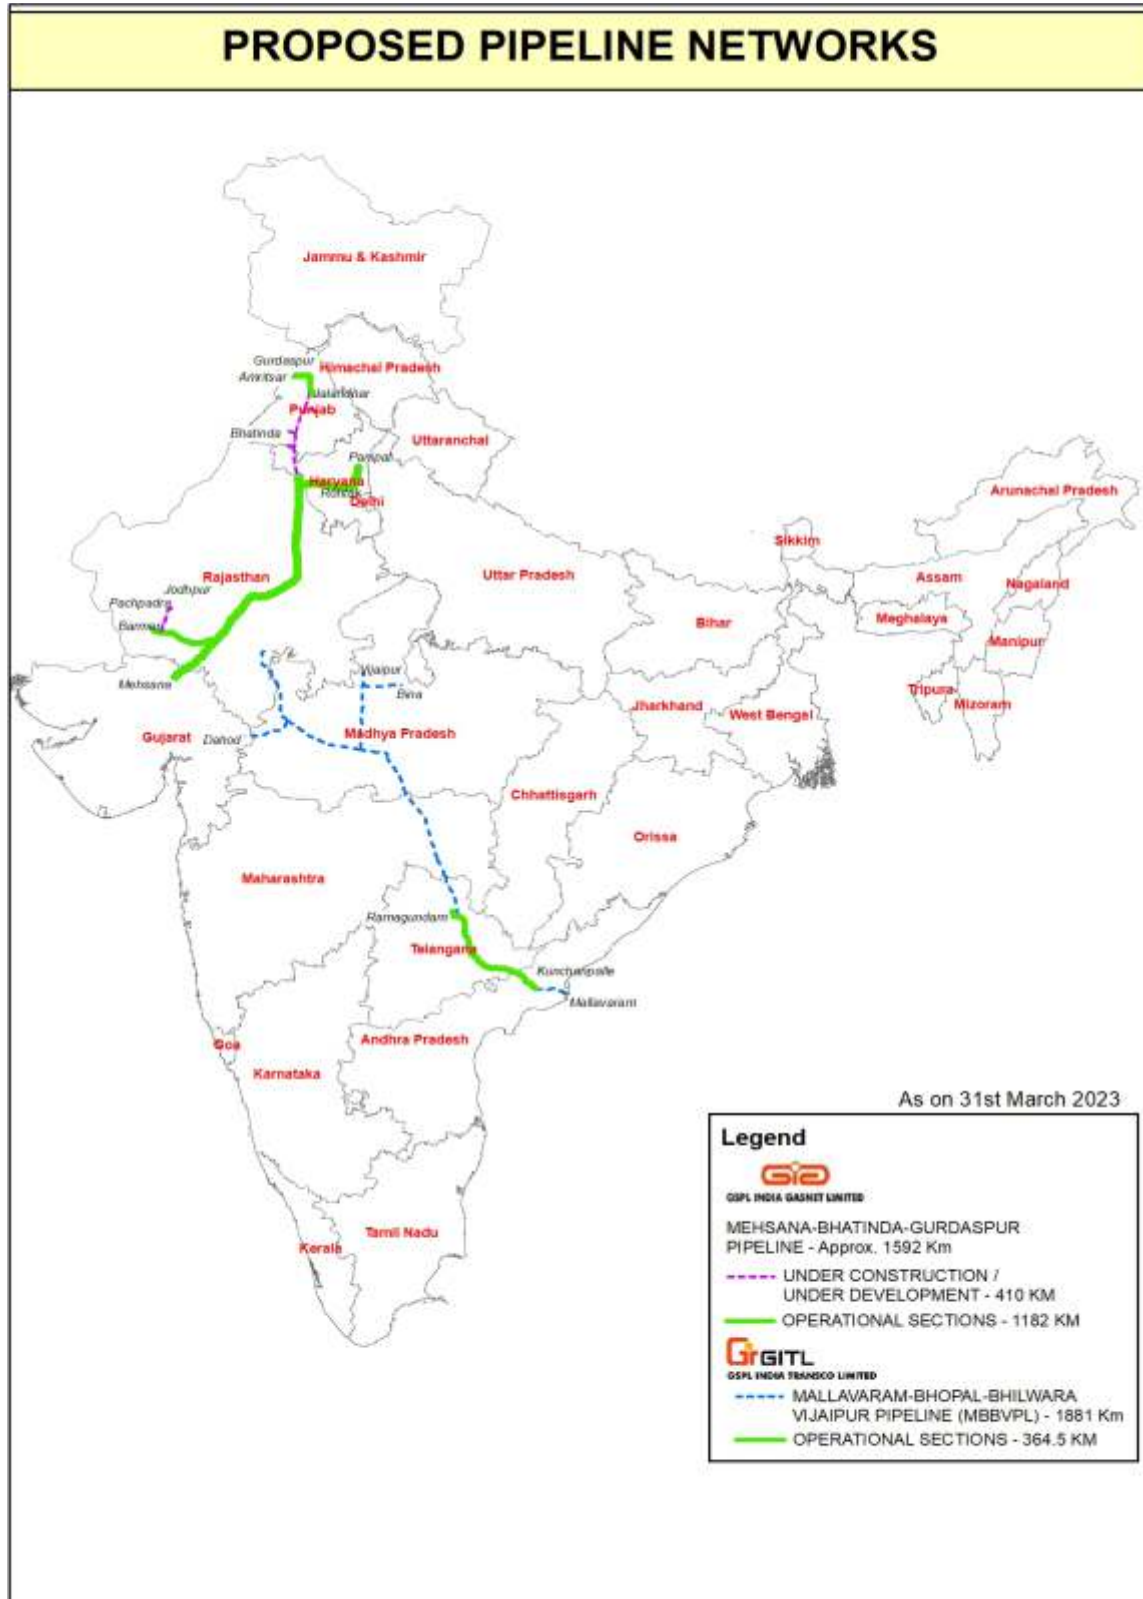 PROPOSED PIPELINE NETWORKS
Jammu & Kashmir
Gurdaspur
Himachal Pradesh
Amritsar
Jalandhar
Punjab
Bhatinda
Uttaranchal
Panipat
Haryana
Rohtak
Delhi
Arunachal Pradesh
Sikkim
Rajasthan
Uttar Pradesh
Assam
Nagaland
Jodhpur
Pachpadra
Barmer
Bihar
Meghalaya
Manipur
Mehsana
Vijaipur
Bina
Tripura
Mizoram
Jharkhand
West Bengal
Gujarat
Dahod
Madhya Pradesh
Chhattisgarh
Orissa
Maharashtra
Ramagundam
Telangana
Kunchanpalle
Mallavaram
Goa
Andhra Pradesh
Karnataka
Tamil Nadu
Kerala
As on 31st March 2023
Legend
GIG
GSPL INDIA GASNET LIMITED
MEHSANA-BHATINDA-GURDASPUR
PIPELINE - Approx. 1592 Km
UNDER CONSTRUCTION /
UNDER DEVELOPMENT - 410 KM
OPERATIONAL SECTIONS - 1182 KM
GITL
GSPL INDIA TRANSCO LIMITED
MALLAVARAM-BHOPAL-BHILWARA
VIJAIPUR PIPELINE (MBBVPL) - 1881 Km
OPERATIONAL SECTIONS - 364.5 KM